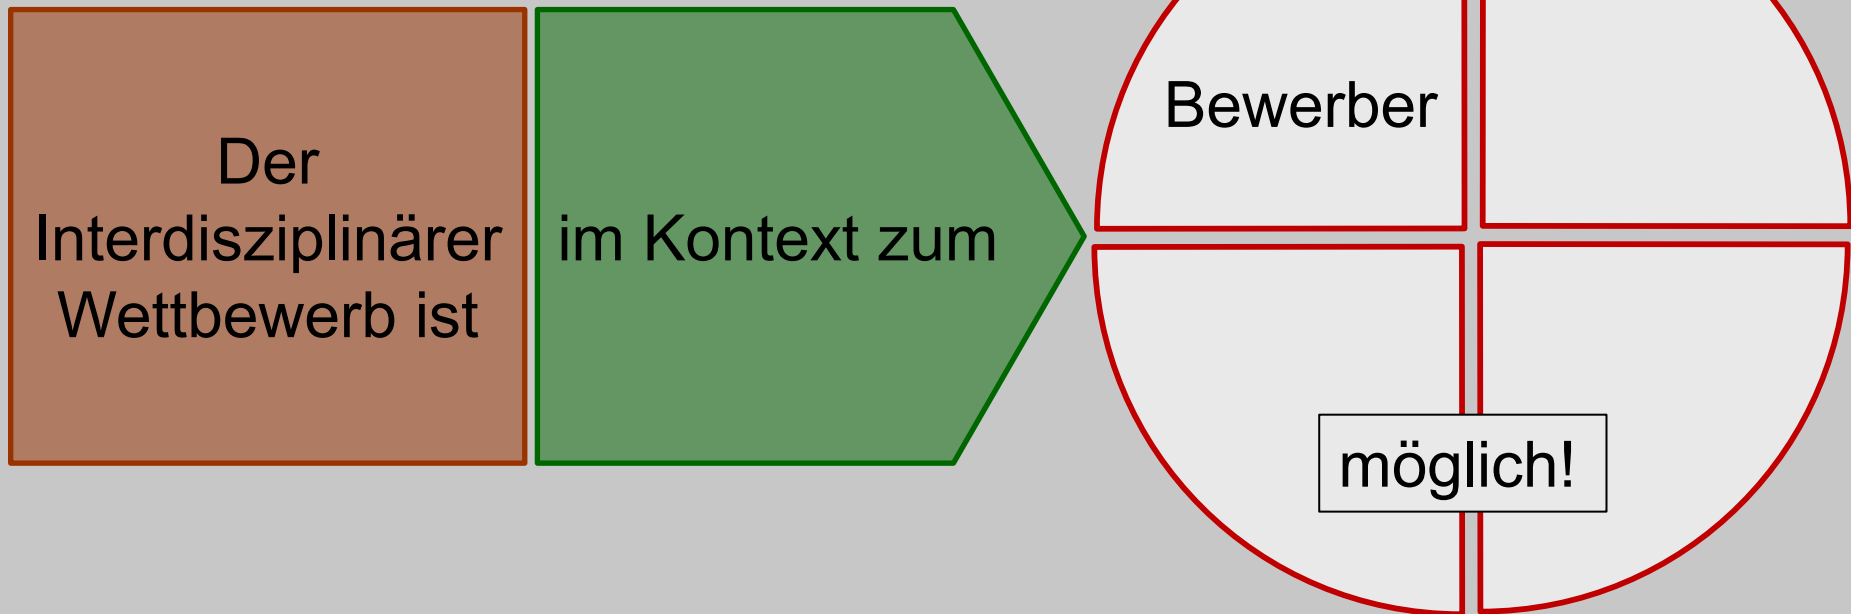 Der
Interdisziplinärer
Wettbewerb ist
im Kontext zum
Bewerber
möglich!